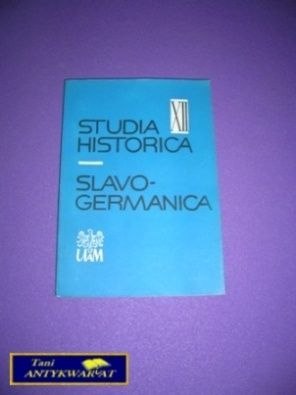 STUDIA XII
HISTORICA
SLAVO-
GERMANICA
UAM
Tani
ANTYKWARIAT